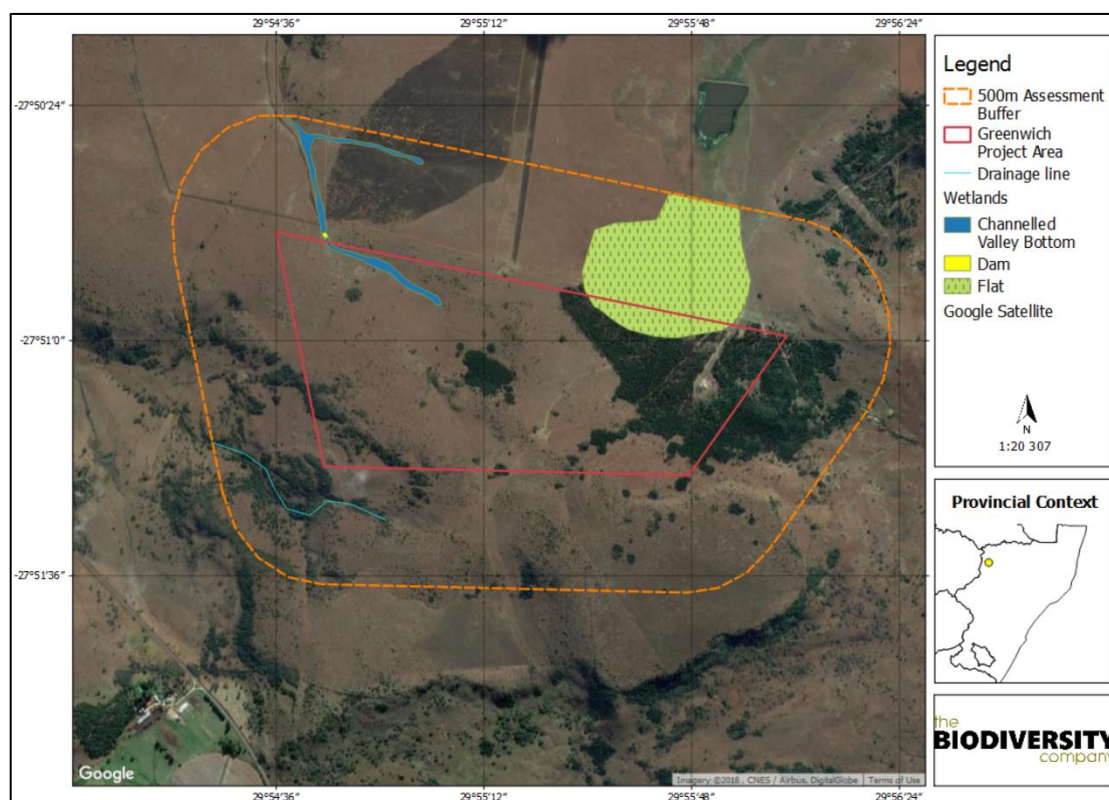 29°54'36" 29°55'12" 29°55'48" 29°56'24"
-27°50'24"
-27°51'0"
-27°51'36"
Google
Imagery ©2016 , CNES / Airbus, DigitalGlobe Terms of Use
29°54'36" 29°55'12" 29°55'48" 29°56'24"
Legend
500m Assessment
Buffer
Greenwich
Project Area
Drainage line
Wetlands
Channelled
Valley Bottom
Dam
Flat
Google Satellite
N
1:20 307
Provincial Context
the
BIODIVERSITY
company